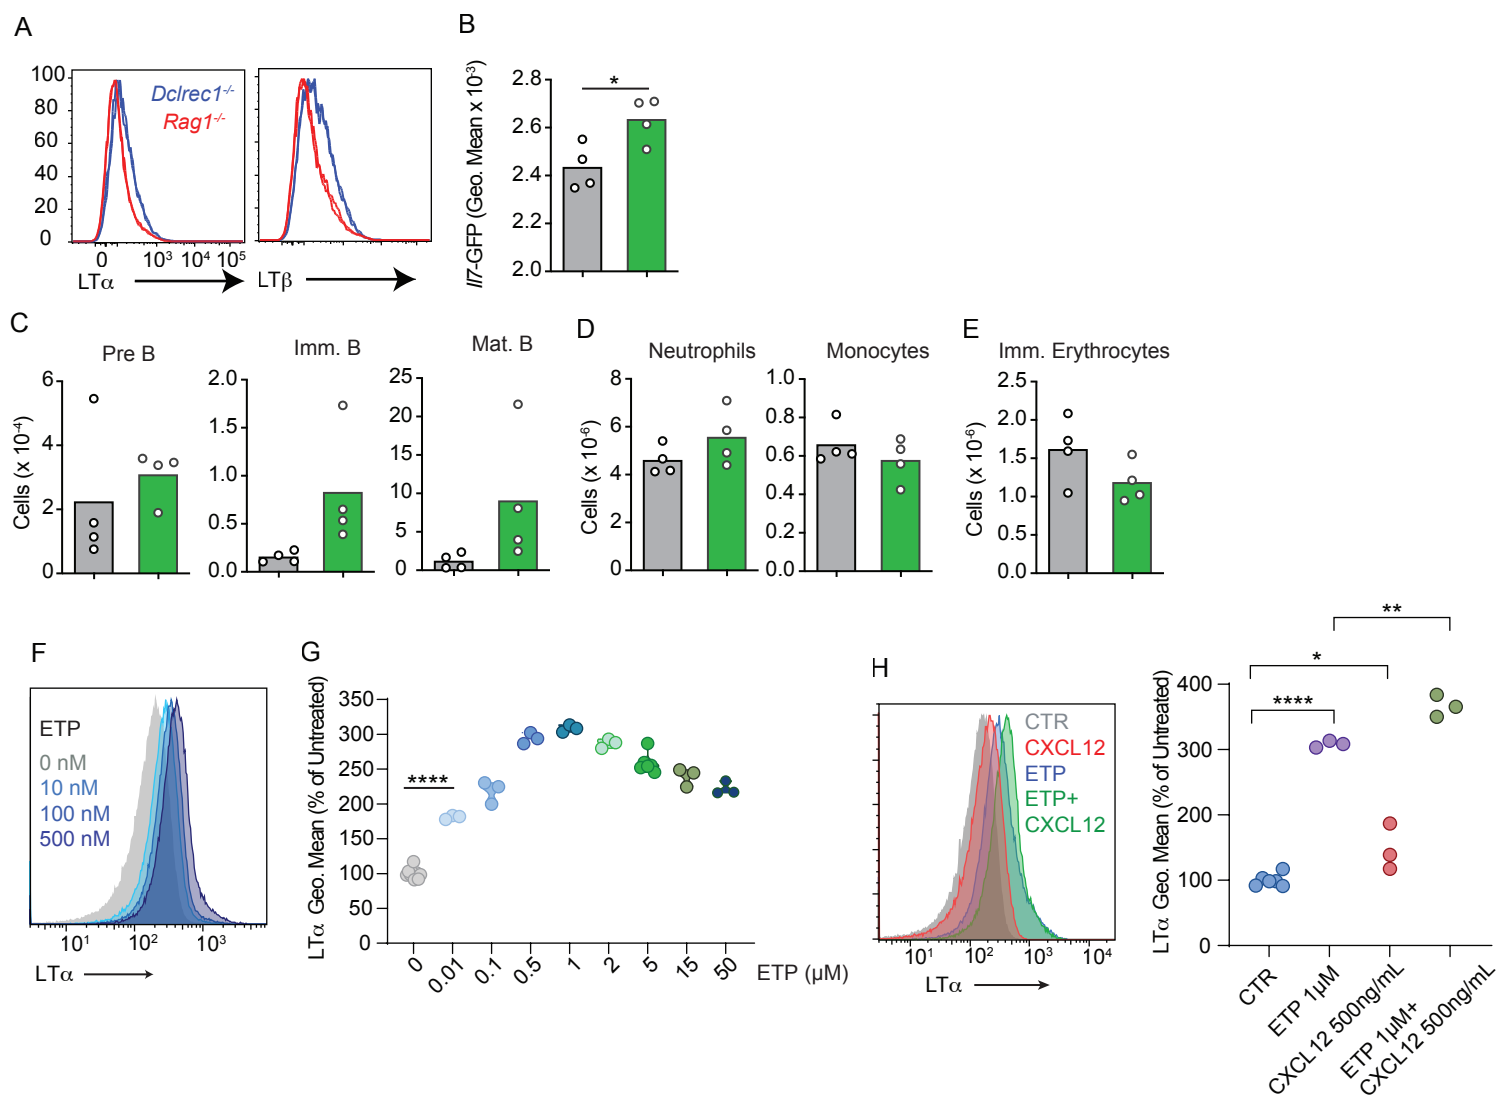 A
100
80
60
40
20
0
Dclrec1-/-
Rag1-/-
0 10³ 10⁴ 10⁵
LTα
LTβ
B
Il7-GFP (Geo. Mean x 10⁻³)
2.8
2.6
2.4
2.2
2.0
*
C
Cells (x 10⁻⁴)
Pre B
6
4
2
0
Imm. B
2.0
1.5
1.0
0.5
0.0
Mat. B
25
20
15
10
5
0
D
Cells (x 10⁻⁶)
Neutrophils
8
6
4
2
0
Monocytes
1.0
0.8
0.6
0.4
0.2
0.0
E
Imm. Erythrocytes
Cells (x 10⁻⁶)
2.5
2.0
1.5
1.0
0.5
0.0
F
ETP
0 nM
10 nM
100 nM
500 nM
10¹ 10² 10³
LTα
G
LTα Geo. Mean (% of Untreated)
350
300
250
200
150
100
50
0
****
0 0.01 0.1 0.5 1 2 5 15 50
ETP (µM)
H
CTR
CXCL12
ETP
ETP+
CXCL12
10¹ 10² 10³ 10⁴
LTα
LTα Geo. Mean (% of Untreated)
400
300
200
100
0
**
*
****
CTR
ETP 1µM
CXCL12 500ng/mL
ETP 1µM+
CXCL12 500ng/mL